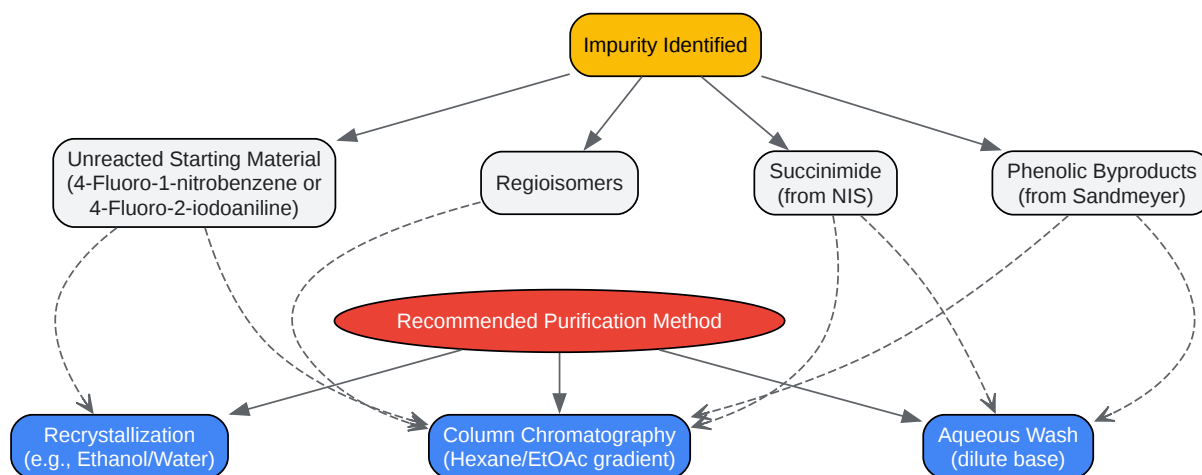 Impurity Identified
Unreacted Starting Material
(4-Fluoro-1-nitrobenzene or
4-Fluoro-2-iodoaniline)
Regioisomers
Succinimide
(from NIS)
Phenolic Byproducts
(from Sandmeyer)
Recommended Purification Method
Recrystallization
(e.g., Ethanol/Water)
Column Chromatography
(Hexane/EtOAc gradient)
Aqueous Wash
(dilute base)